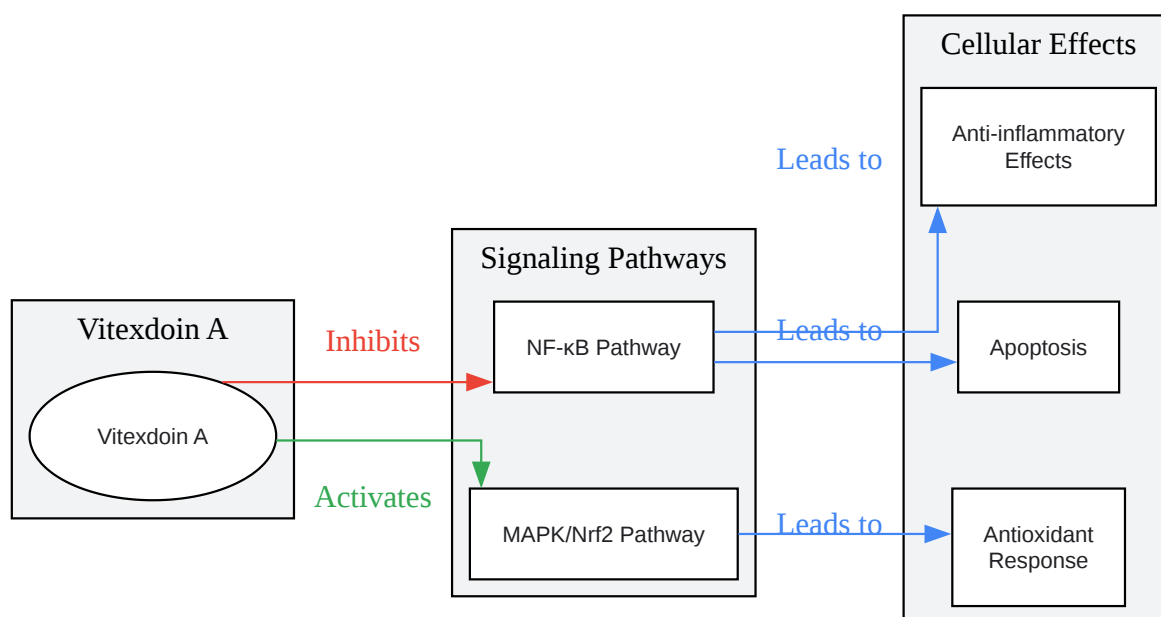 Vitexdoin A
Vitexdoin A
Inhibits
Activates
Signaling Pathways
NF-κB Pathway
MAPK/Nrf2 Pathway
Leads to
Leads to
Leads to
Cellular Effects
Anti-inflammatory
Effects
Apoptosis
Antioxidant
Response